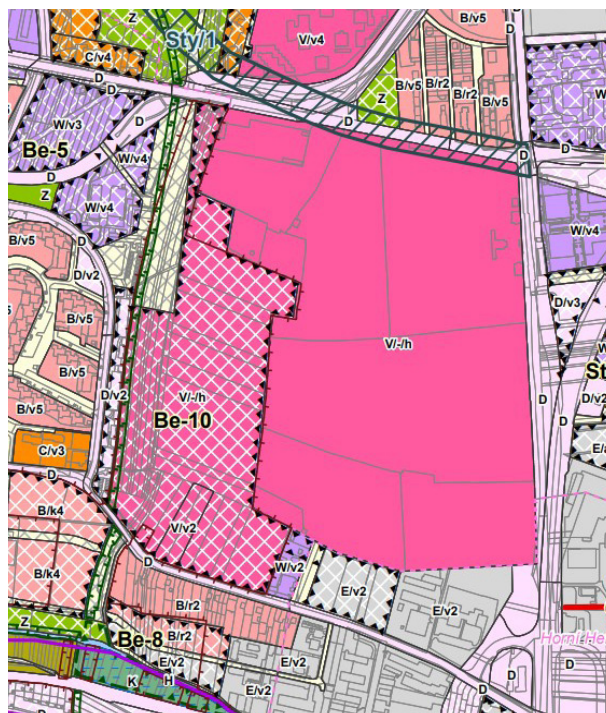 Z
Sty/1
V/v4
B/v5
D
C/v4
D
D
W/v3
Be-5
D
W/v4
D
Z
B/v5
B/r2
B/r2
B/v5
D
D
W/v4
D
Z
W/v4
D
B/v5
D/v2
D/v3
B/v5
V/-/h
V/-/h
St
B/v5
D/v2
D
D
D/v2
B/v5
Be-10
C/v3
D
B/k4
V/v2
D
W/v2
B/k4
E/v2
E/v2
B/r2
Z
Be-8
B/r2
E/v2
E/v2
E/v2
K
H
D
D
D